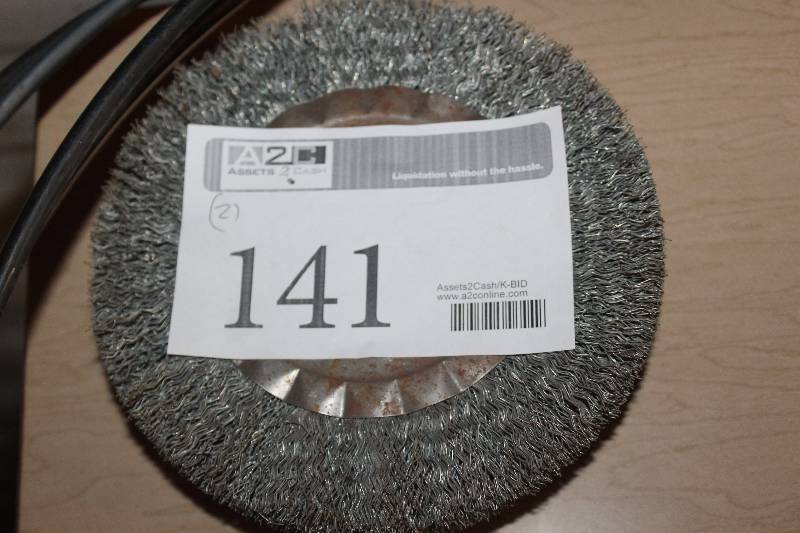 A2C
ASSETS 2 CASH
Liquidation without the hassle.
(2)
141
Assets2Cash/K-BID
www.a2conline.com